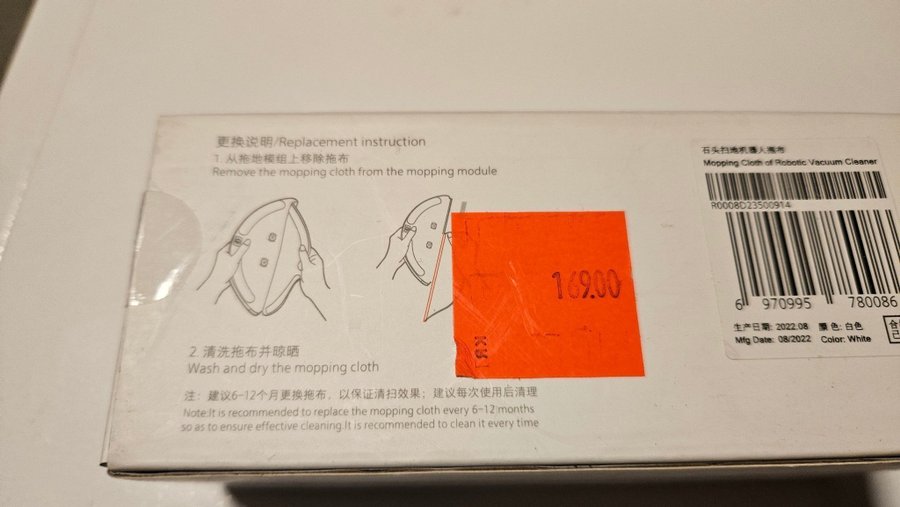 更换说明/Replacement instruction
1. 从拖地模组上移除拖布
Remove the mopping cloth from the mopping module
2. 清洗拖布并晾晒
Wash and dry the mopping cloth
注：建议6-12个月更换拖布，以保证清扫效果；建议每次使用后清理
Note:It is recommended to replace the mopping cloth every 6-12 months
so as to ensure effective cleaning.It is recommended to clean it every time
169.00
石头扫地机器人拖布
Mopping Cloth of Robotic Vacuum Cleaner
R0008D23500914
6 970995 780086
生产日期: 2022.08 颜 色: 白色
Mfg Date: 08/2022 Color: White